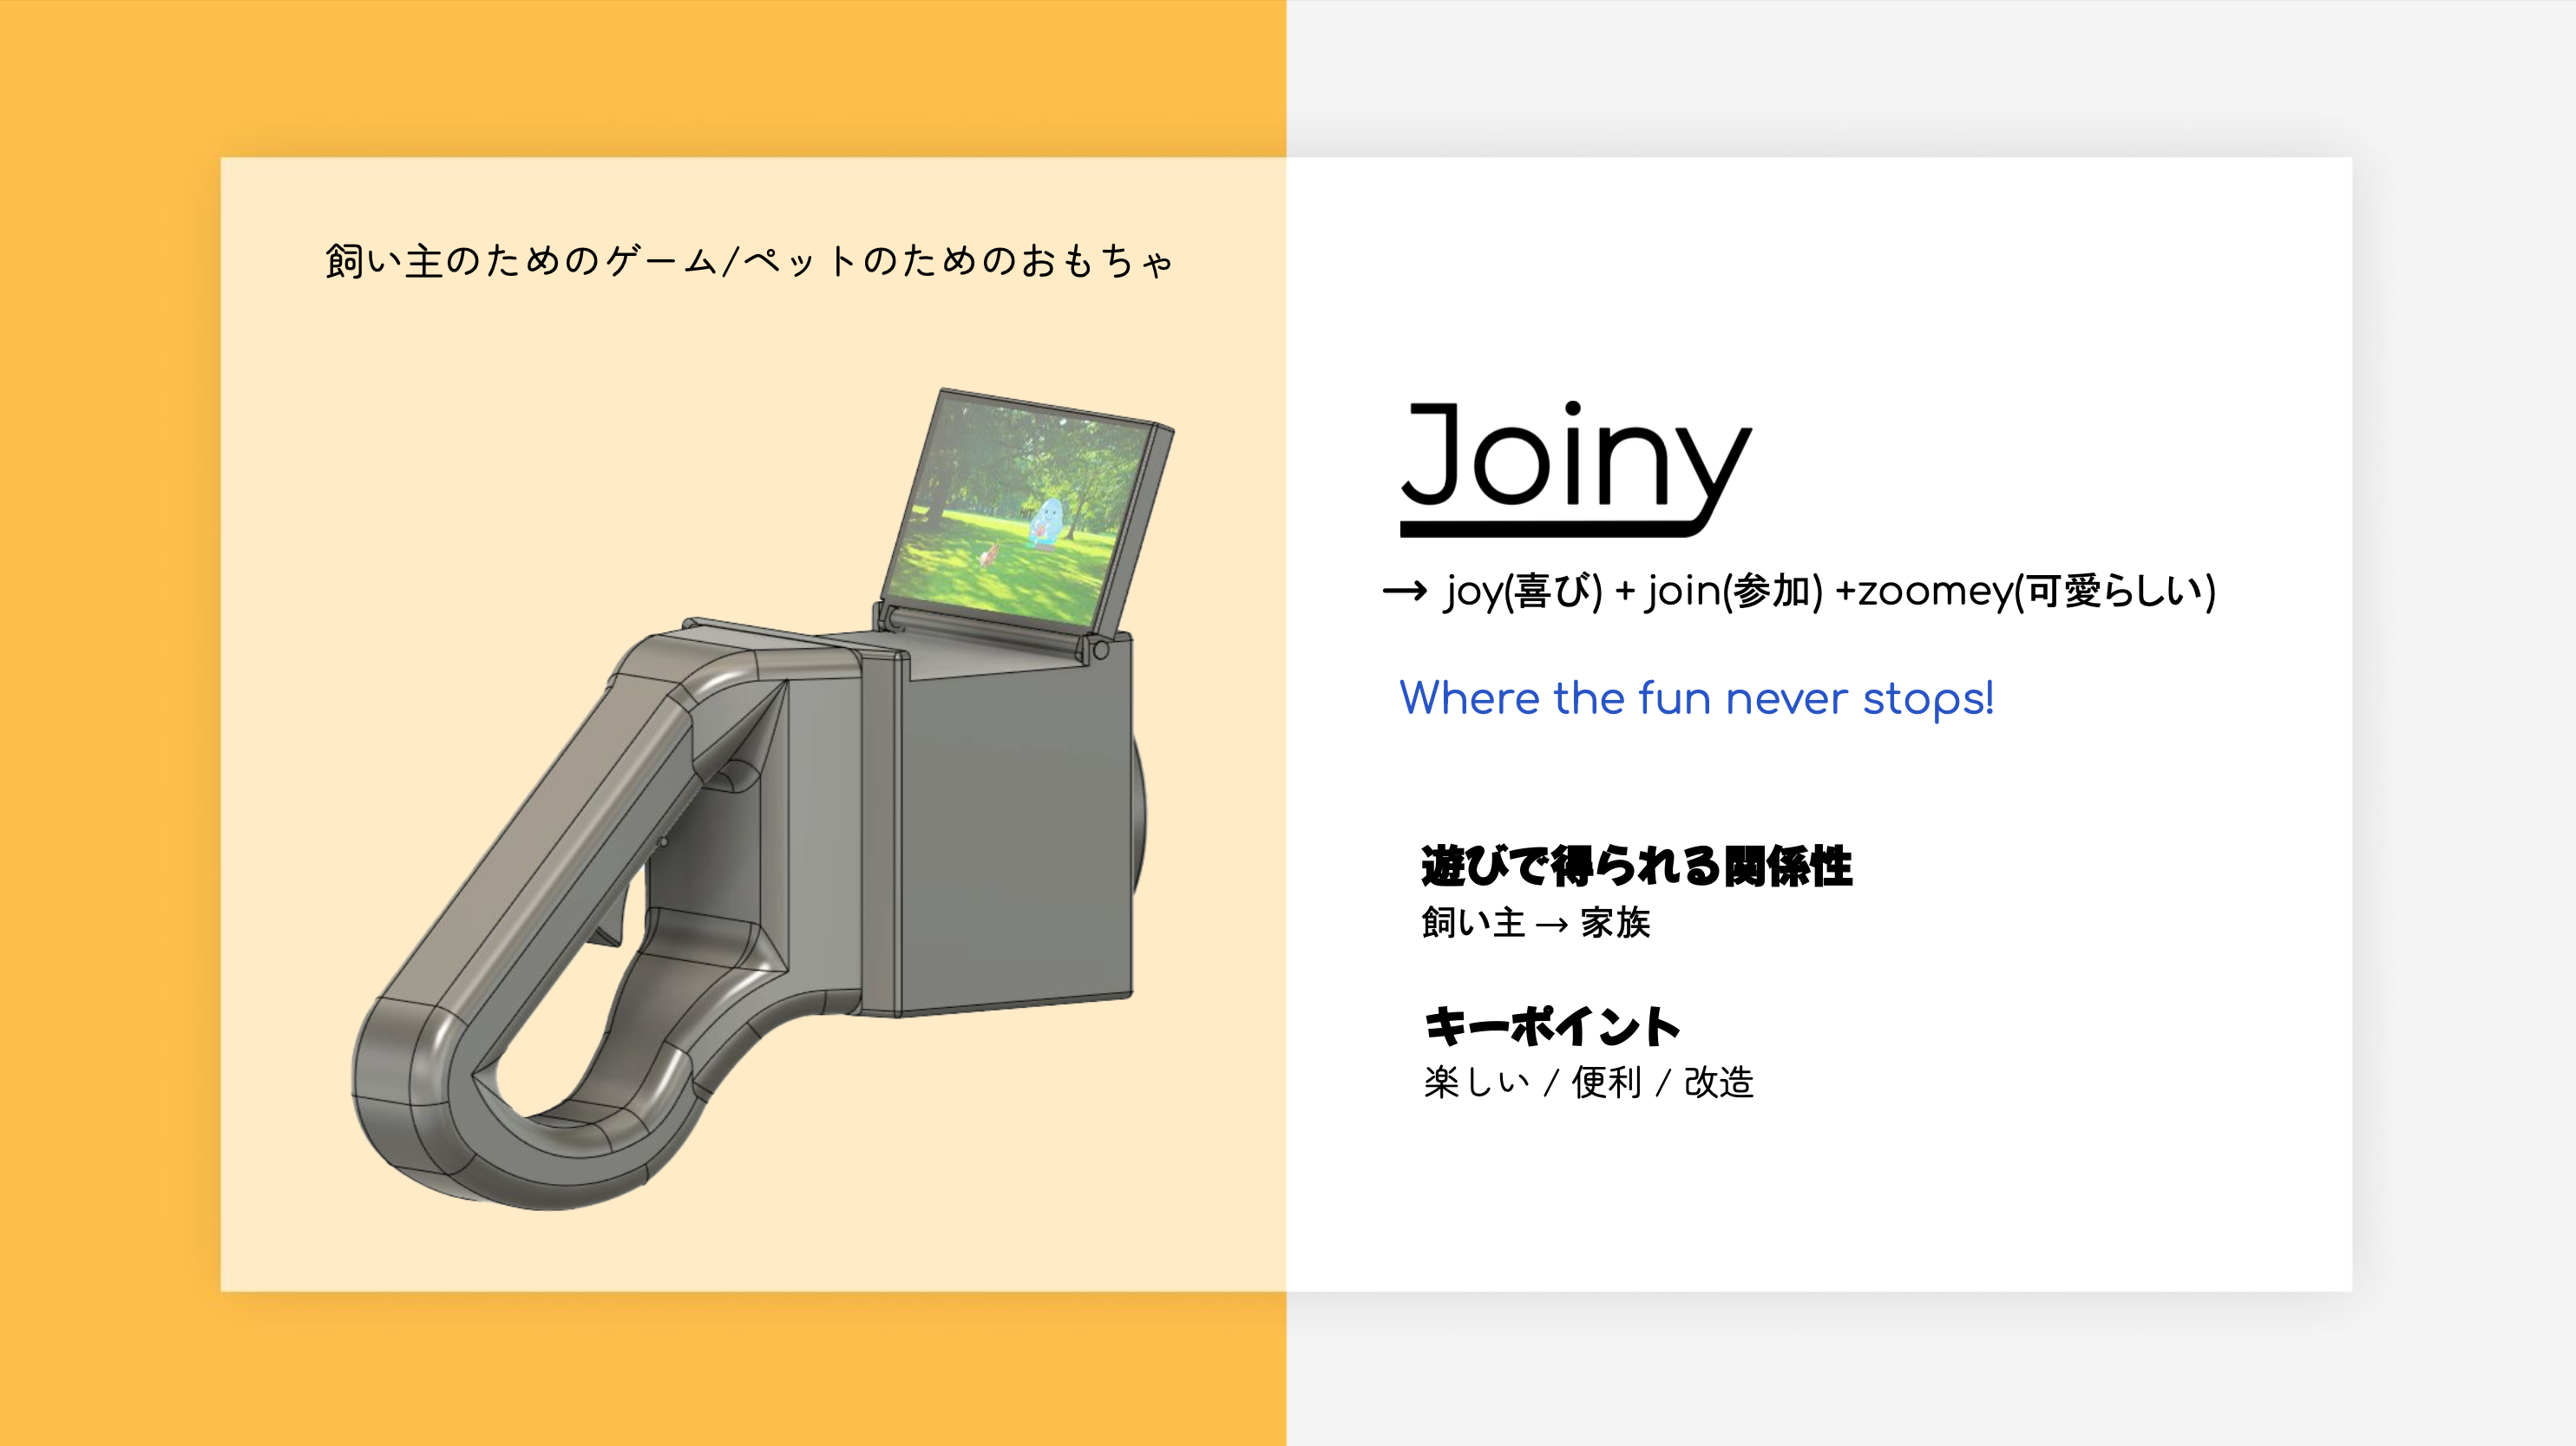 飼い主のためのゲーム/ペットのためのおもちゃ
Joiny
→ joy(喜び) + join(参加) +zoomey(可愛らしい)
Where the fun never stops!
遊びで得られる関係性
飼い主 → 家族
キーポイント
楽しい / 便利 / 改造